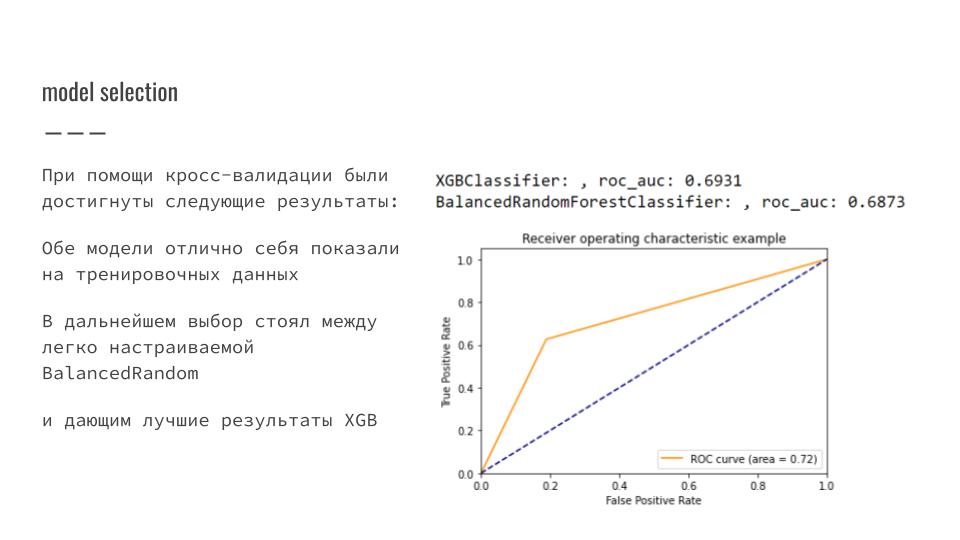 model selection
При помощи кросс-валидации были
достигнуты следующие результаты:
Обе модели отлично себя показали
на тренировочных данных
В дальнейшем выбор стоял между
легко настраиваемой
BalancedRandom
и дающим лучшие результаты XGB
XGBClassifier: , roc_auc: 0.6931
BalancedRandomForestClassifier: , roc_auc: 0.6873
Receiver operating characteristic example
True Positive Rate
1.0
0.8
0.6
0.4
0.2
0.0
ROC curve (area = 0.72)
0.0 0.2 0.4 0.6 0.8 1.0
False Positive Rate